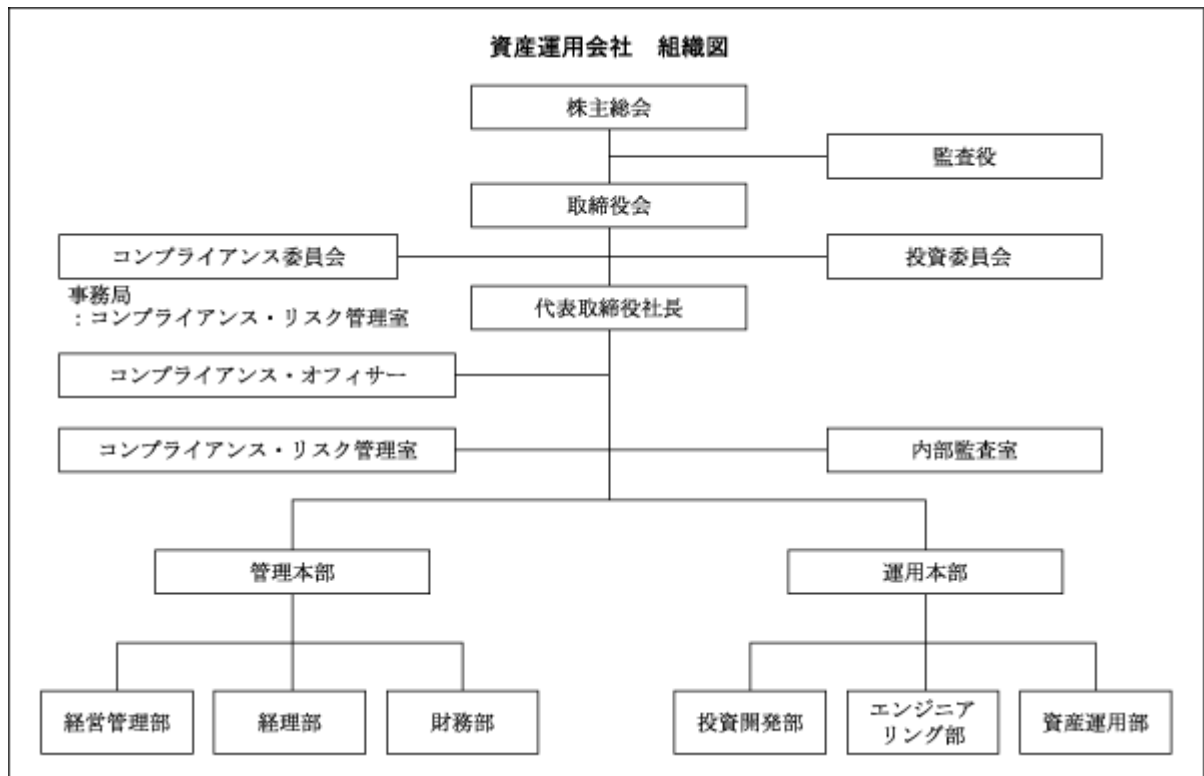 資産運用会社　組織図
株主総会
監査役
取締役会
コンプライアンス委員会
投資委員会
事務局
：コンプライアンス・リスク管理室
代表取締役社長
コンプライアンス・オフィサー
コンプライアンス・リスク管理室
内部監査室
管理本部
運用本部
経営管理部
経理部
財務部
投資開発部
エンジニア
リング部
資産運用部